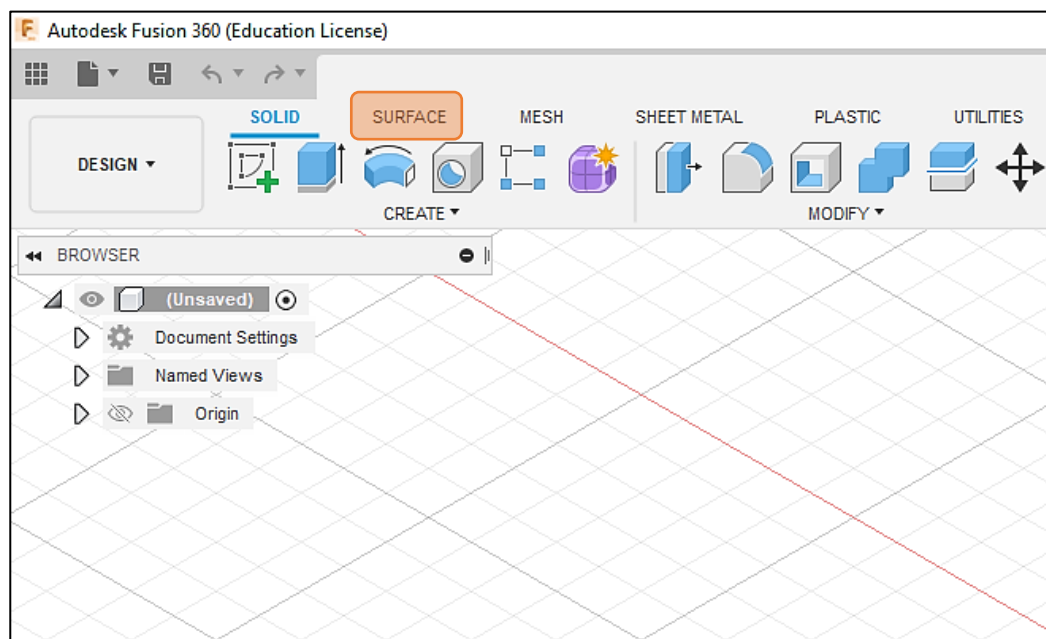 Autodesk Fusion 360 (Education License)
SOLID SURFACE MESH SHEET METAL PLASTIC UTILITIES
DESIGN
CREATE MODIFY
BROWSER
(Unsaved)
Document Settings
Named Views
Origin